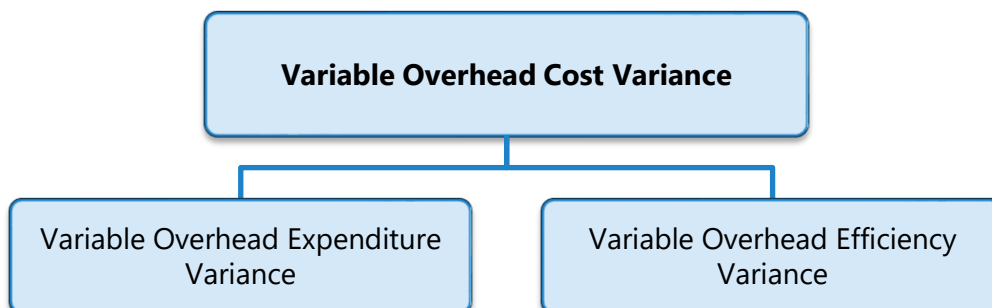 Variable Overhead Cost Variance
Variable Overhead Expenditure
Variance
Variable Overhead Efficiency
Variance